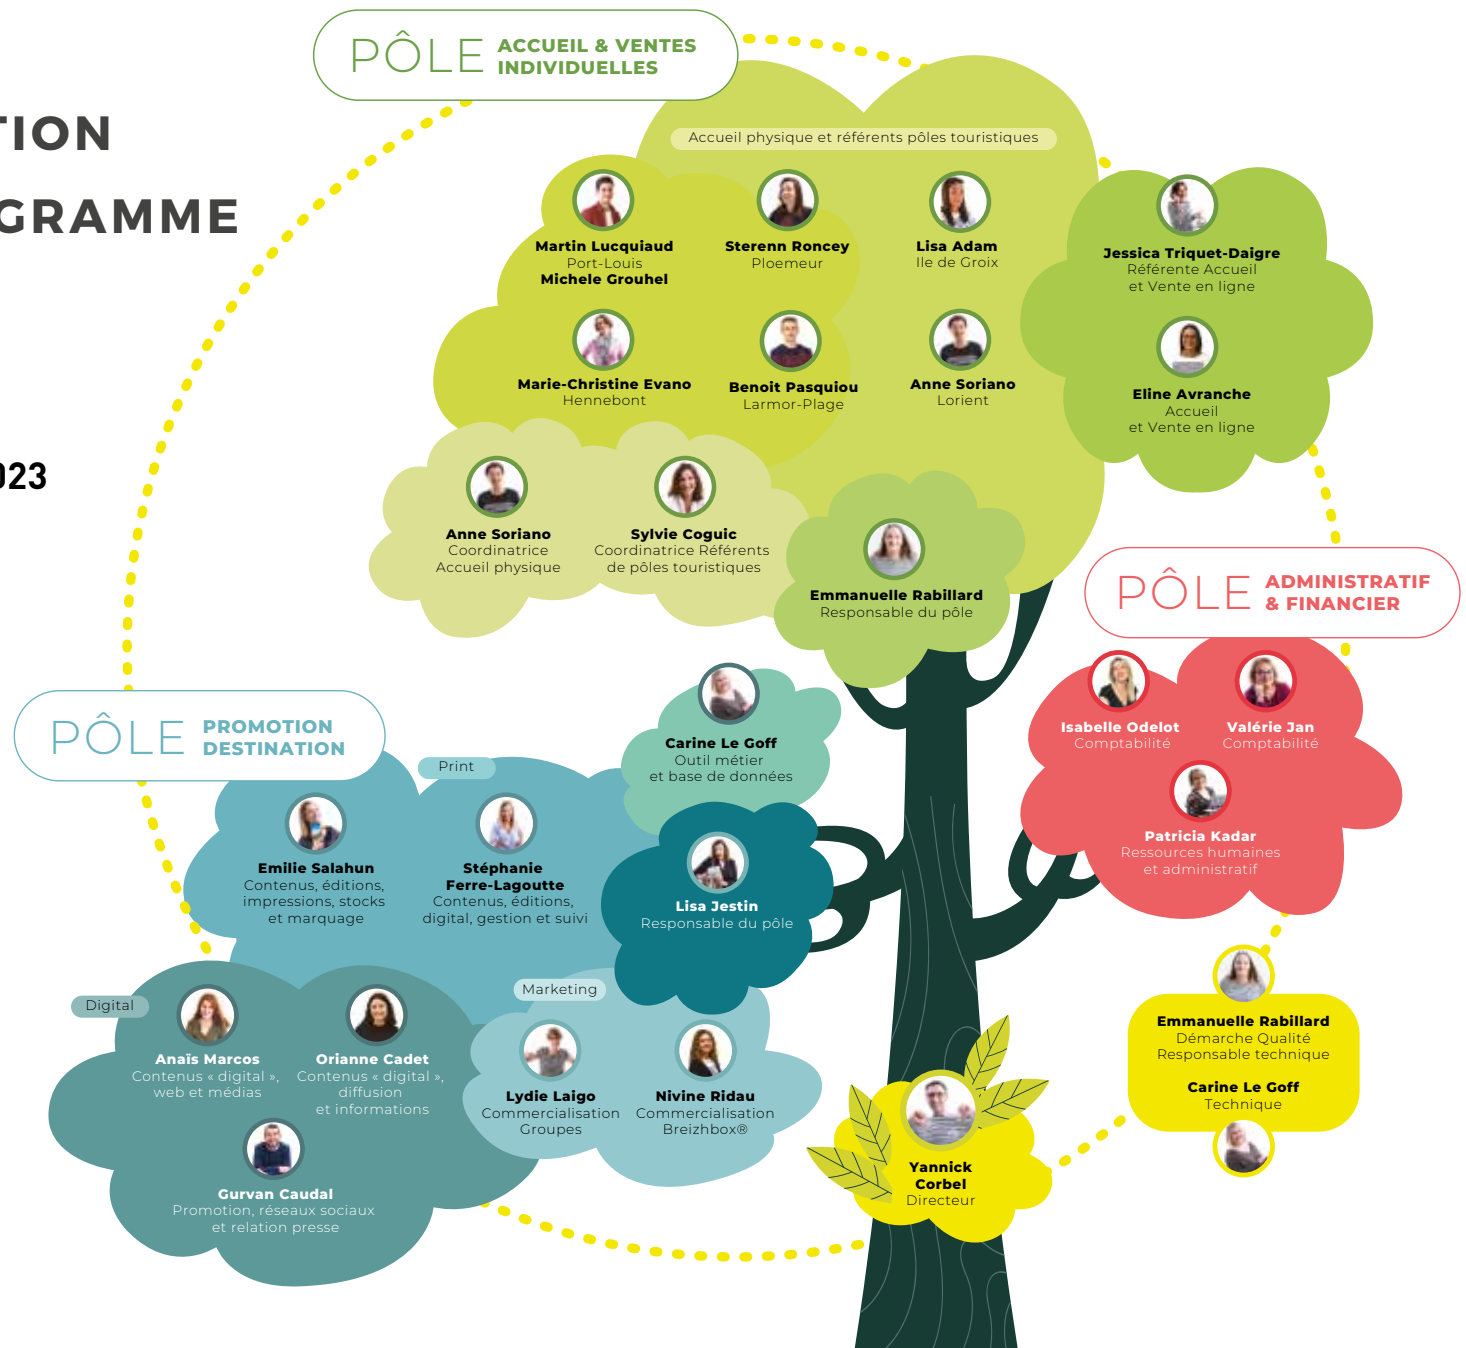 TION
GRAMME
023
PÔLE ACCUEIL & VENTES
INDIVIDUELLES
Accueil physique et référents pôles touristiques
Martin Lucquiaud
Port-Louis
Michele Grouhel
Sterenn Roncey
Ploemeur
Lisa Adam
Ile de Groix
Jessica Triquet-Daigre
Référente Accueil
et Vente en ligne
Marie-Christine Evano
Hennebont
Benoit Pasquiou
Larmor-Plage
Anne Soriano
Lorient
Eline Avranche
Accueil
et Vente en ligne
Anne Soriano
Coordinatrice
Accueil physique
Sylvie Coguic
Coordinatrice Référents
de pôles touristiques
Emmanuelle Rabillard
Responsable du pôle
PÔLE ADMINISTRATIF
& FINANCIER
Isabelle Odelot
Comptabilité
Valérie Jan
Comptabilité
Patricia Kadar
Ressources humaines
et administratif
PÔLE PROMOTION
DESTINATION
Carine Le Goff
Outil métier
et base de données
Print
Emilie Salahun
Contenus, éditions,
impressions, stocks
et marquage
Stéphanie
Ferre-Lagoutte
Contenus, éditions,
digital, gestion et suivi
Lisa Jestin
Responsable du pôle
Digital
Anaïs Marcos
Contenus « digital »,
web et médias
Orianne Cadet
Contenus « digital »,
diffusion
et informations
Gurvan Caudal
Promotion, réseaux sociaux
et relation presse
Marketing
Lydie Laigo
Commercialisation
Groupes
Nivine Ridau
Commercialisation
Breizhbox®
Emmanuelle Rabillard
Démarche Qualité
Responsable technique
Carine Le Goff
Technique
Yannick
Corbel
Directeur